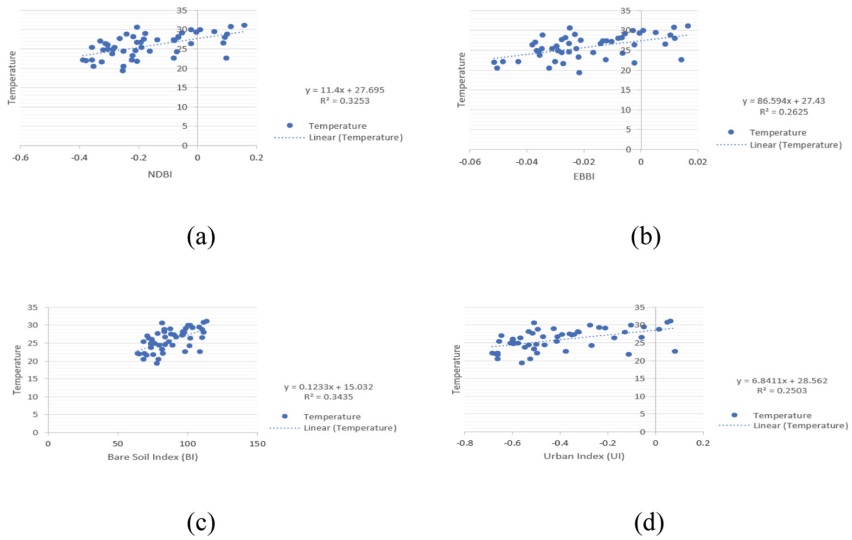 35
30
25
20
15
10
5
0
-0.6 -0.4 -0.2 0 0.2
Temperature
NDBI
y = 11.4x + 27.695
R² = 0.3253
Temperature
Linear (Temperature)
(a)
35
30
25
20
15
10
5
0
-0.06 -0.04 -0.02 0 0.02
Temperature
EBBI
y = 86.594x + 27.43
R² = 0.2625
Temperature
Linear (Temperature)
(b)
35
30
25
20
15
10
5
0
0 50 100 150
Temperature
Bare Soil Index (BI)
y = 0.1233x + 15.032
R² = 0.3435
Temperature
Linear (Temperature)
(c)
35
30
25
20
15
10
5
0
-0.8 -0.6 -0.4 -0.2 0 0.2
Temperature
Urban Index (UI)
y = 6.8411x + 28.562
R² = 0.2503
Temperature
Linear (Temperature)
(d)